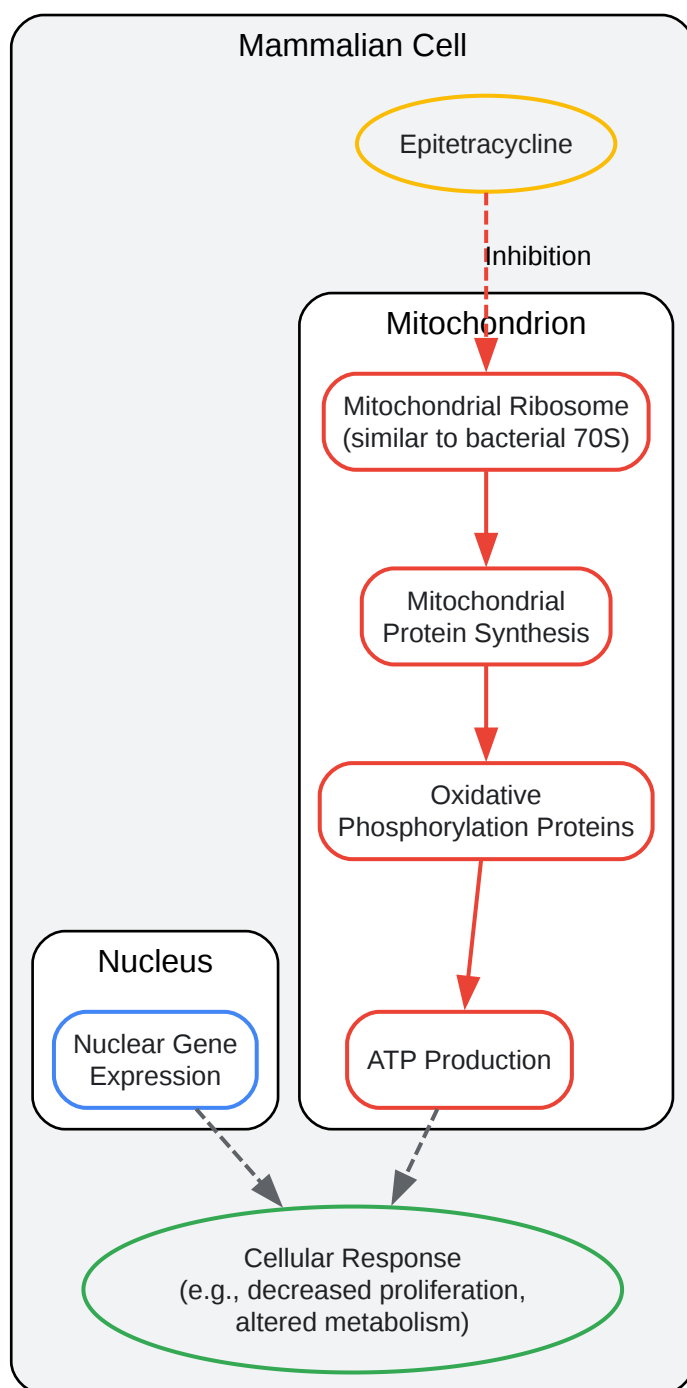 Mammalian Cell
Epitetracycline
Inhibition
Mitochondrion
Mitochondrial Ribosome
(similar to bacterial 70S)
Mitochondrial
Protein Synthesis
Oxidative
Phosphorylation Proteins
Nucleus
Nuclear Gene
Expression
ATP Production
Cellular Response
(e.g., decreased proliferation,
altered metabolism)